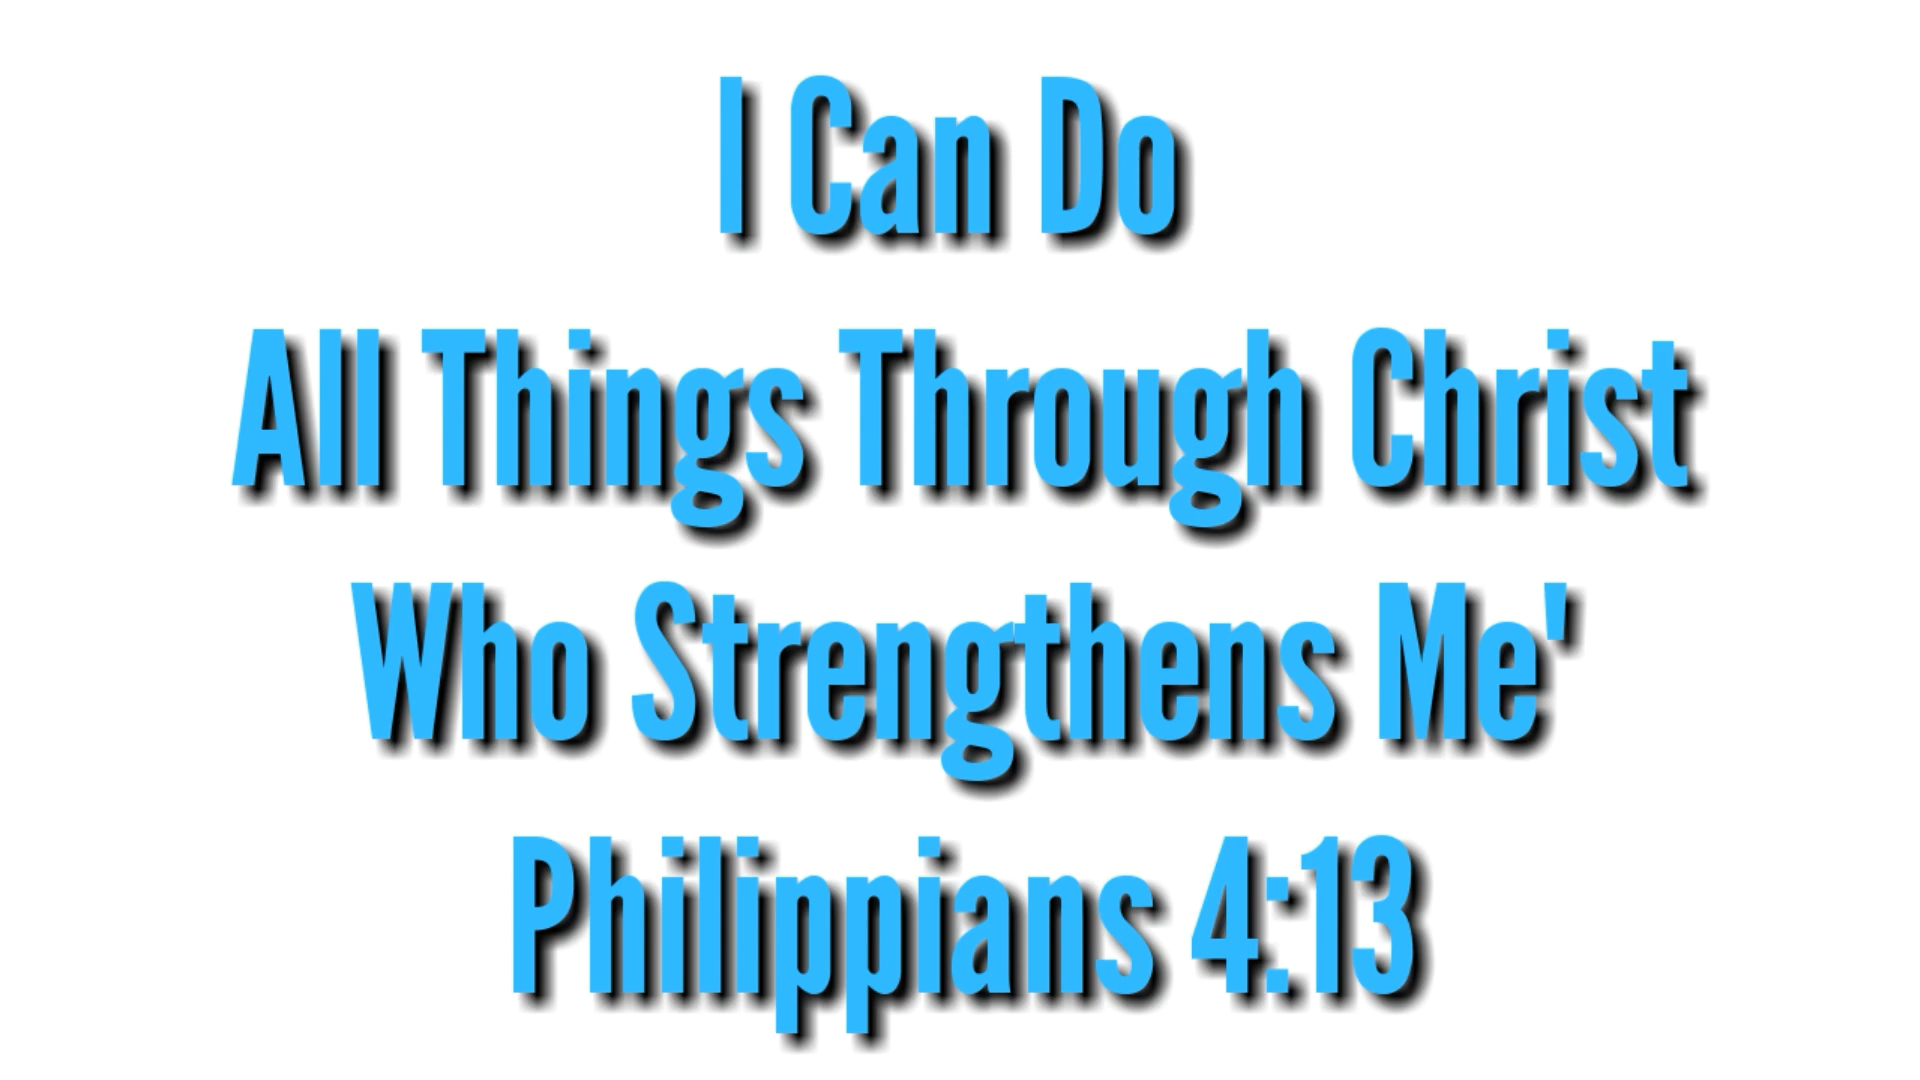 I Can Do
All Things Through Christ
Who Strengthens Me'
Philippians 4:13